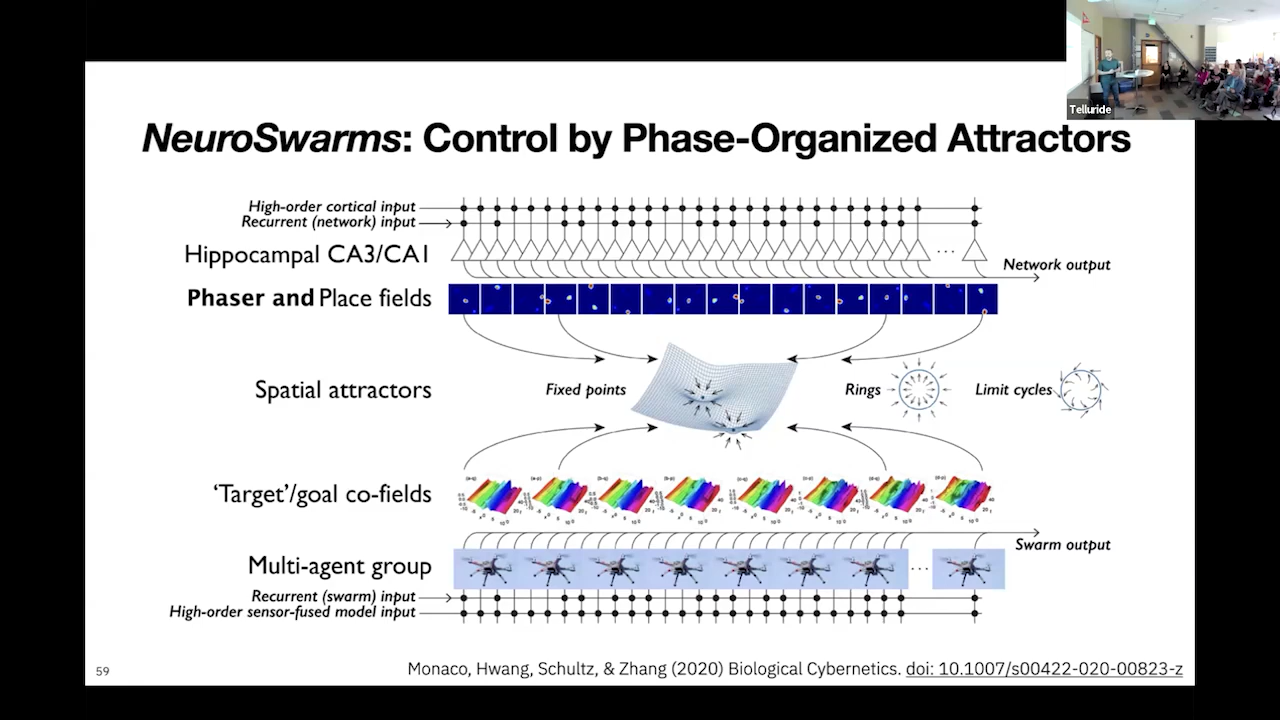 Telluride
NeuroSwarms: Control by Phase-Organized Attractors
High-order cortical input
Recurrent (network) input
Hippocampal CA3/CA1
...
Network output
Phaser and Place fields
Spatial attractors
Fixed points
Rings
Limit cycles
'Target'/goal co-fields
Swarm output
Multi-agent group
...
Recurrent (swarm) input
High-order sensor-fused model input
59
Monaco, Hwang, Schultz, & Zhang (2020) Biological Cybernetics. doi: 10.1007/s00422-020-00823-z